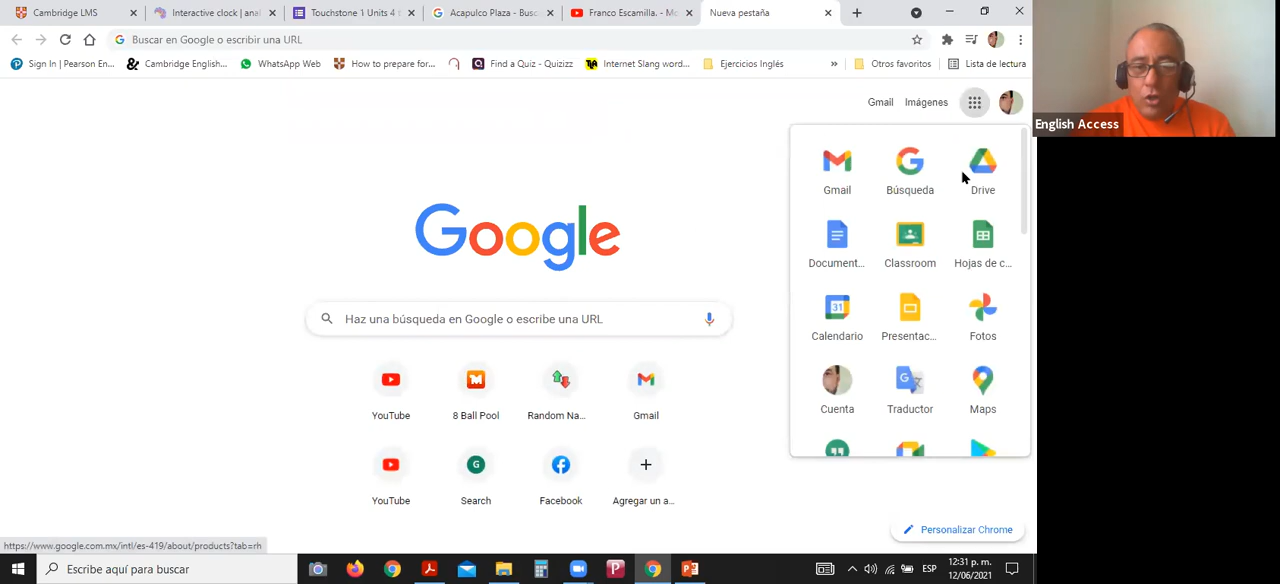 Cambridge LMS
Interactive clock | anal
Touchstone 1 Units 4 t
Acapulco Plaza - Busc
Franco Escamilla. - Mo
Nueva pestaña
Buscar en Google o escribir una URL
Sign In | Pearson En...
Cambridge English...
WhatsApp Web
How to prepare for...
Find a Quiz - Quizizz
Internet Slang word...
Ejercicios Inglés
»
Otros favoritos
Lista de lectura
Gmail
Imágenes
English Access
Gmail
Búsqueda
Drive
Document...
Classroom
Hojas de c...
31
Calendario
Presentac...
Fotos
Cuenta
Traductor
Maps
Google
Haz una búsqueda en Google o escribe una URL
YouTube
8 Ball Pool
Random Na...
Gmail
YouTube
Search
Facebook
Agregar un a...
Personalizar Chrome
https://www.google.com.mx/intl/es-419/about/products?tab=rh
Escribe aquí para buscar
ESP
12:31 p. m.
12/06/2021